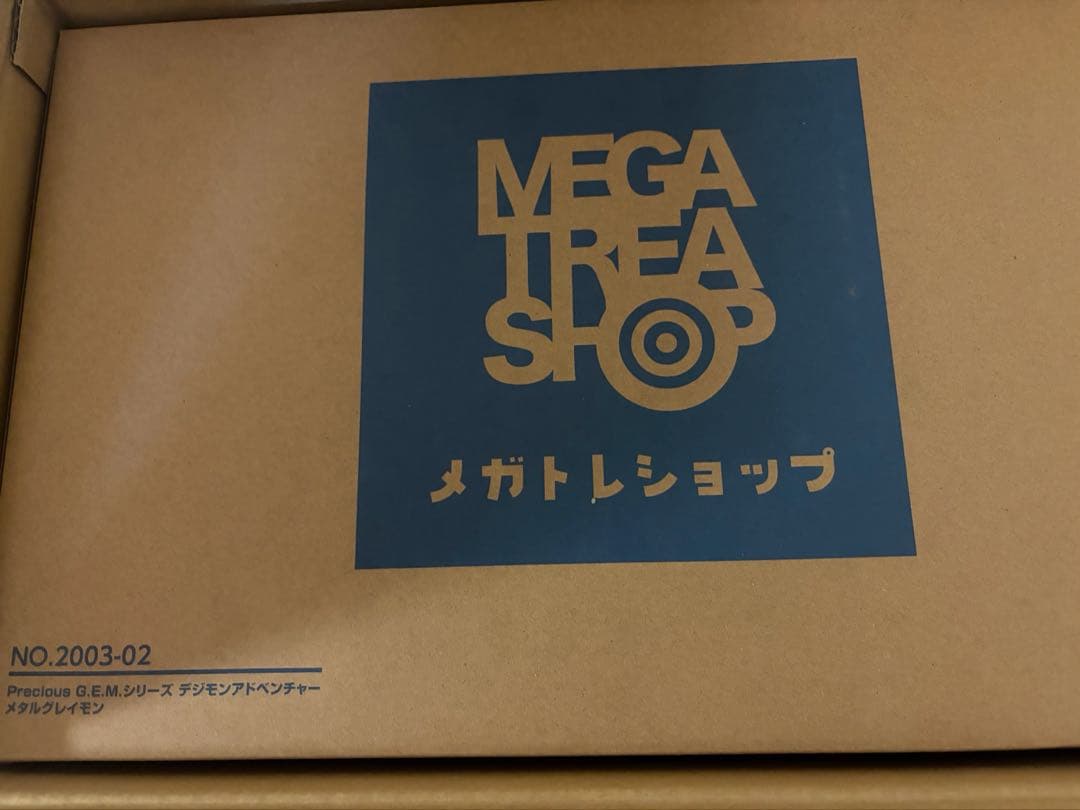 MEGA
TREA
SHOP
メガトレショップ
NO.2003-02
Precious G.E.M.シリーズ デジモンアドベンチャー
メタルグレイモン